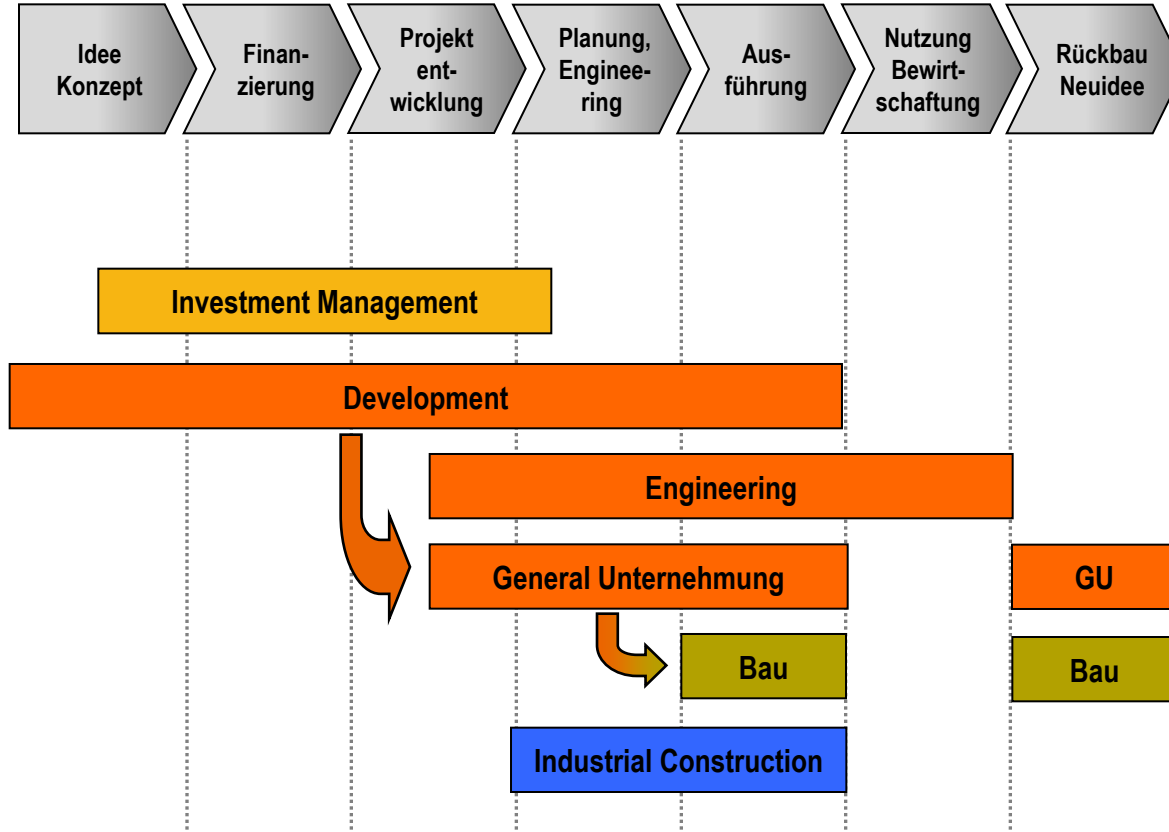 Idee
Konzept
Finan-
zierung
Projekt
ent-
wicklung
Planung,
Enginee-
ring
Aus-
führung
Nutzung
Bewirt-
schaftung
Rückbau
Neuidee
Investment Management
Development
Engineering
General Unternehmung
GU
Bau
Bau
Industrial Construction